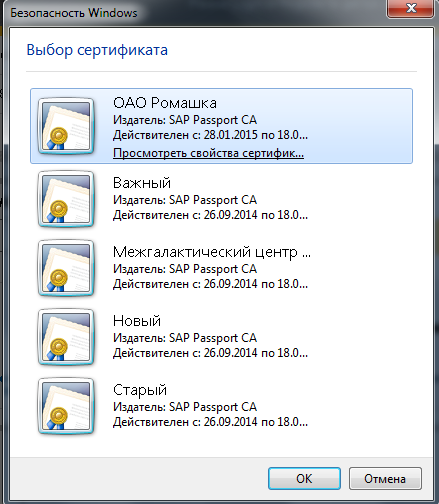 Безопасность Windows
Выбор сертификата
ОАО Ромашка
Издатель: SAP Passport CA
Действителен с: 28.01.2015 по 18.0...
Просмотреть свойства сертифик...
Важный
Издатель: SAP Passport CA
Действителен с: 26.09.2014 по 18.0...
Межгалактический центр ...
Издатель: SAP Passport CA
Действителен с: 26.09.2014 по 18.0...
Новый
Издатель: SAP Passport CA
Действителен с: 26.09.2014 по 18.0...
Старый
Издатель: SAP Passport CA
Действителен с: 26.09.2014 по 18.0...
ОК
Отмена